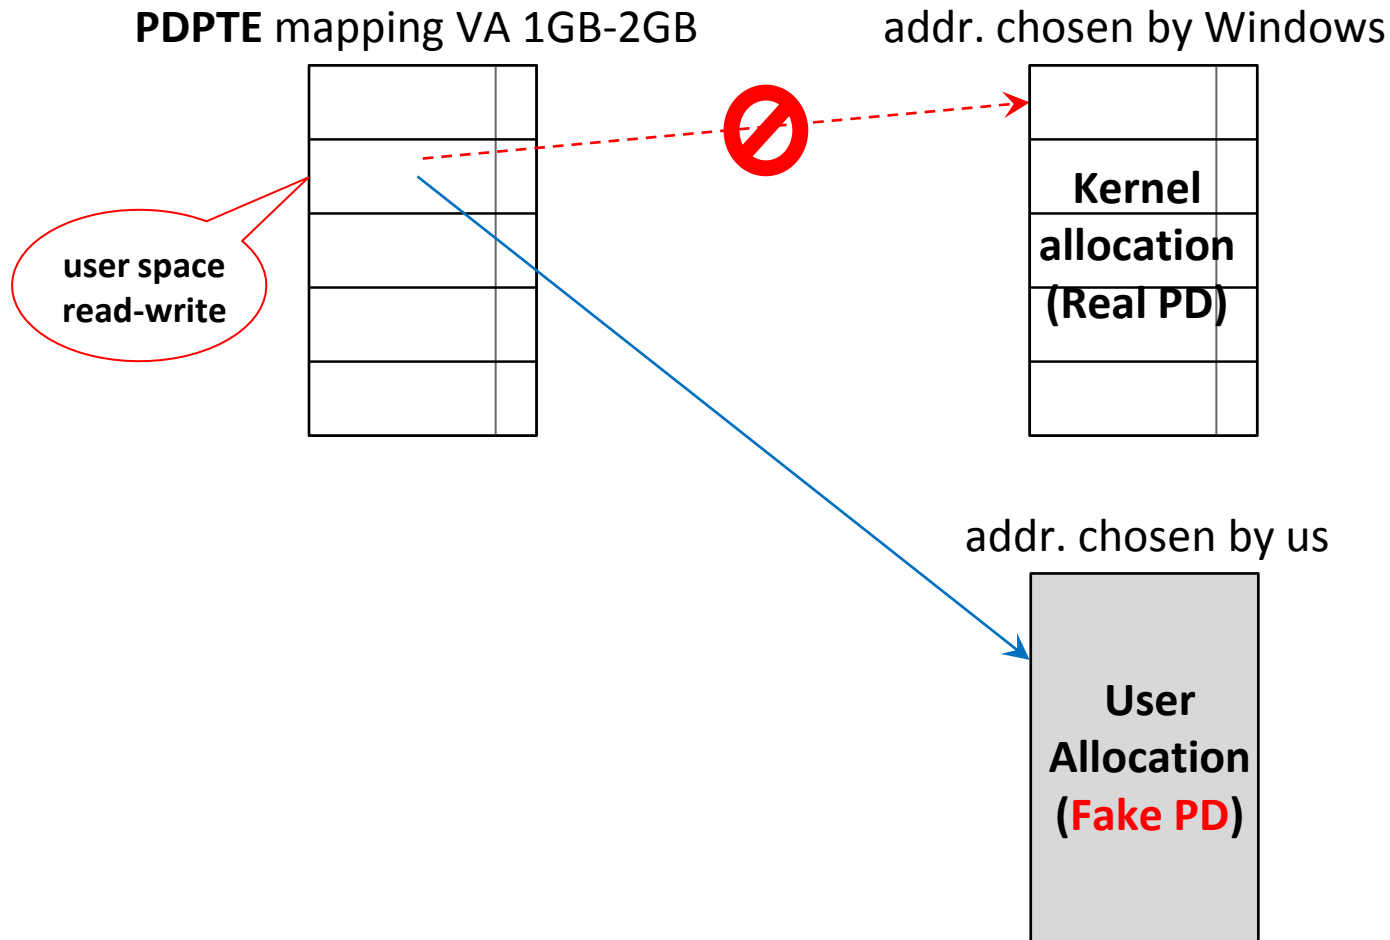 PDPTE mapping VA 1GB-2GB
addr. chosen by Windows
user space
read-write
Kernel
allocation
(Real PD)
addr. chosen by us
User
Allocation
(Fake PD)